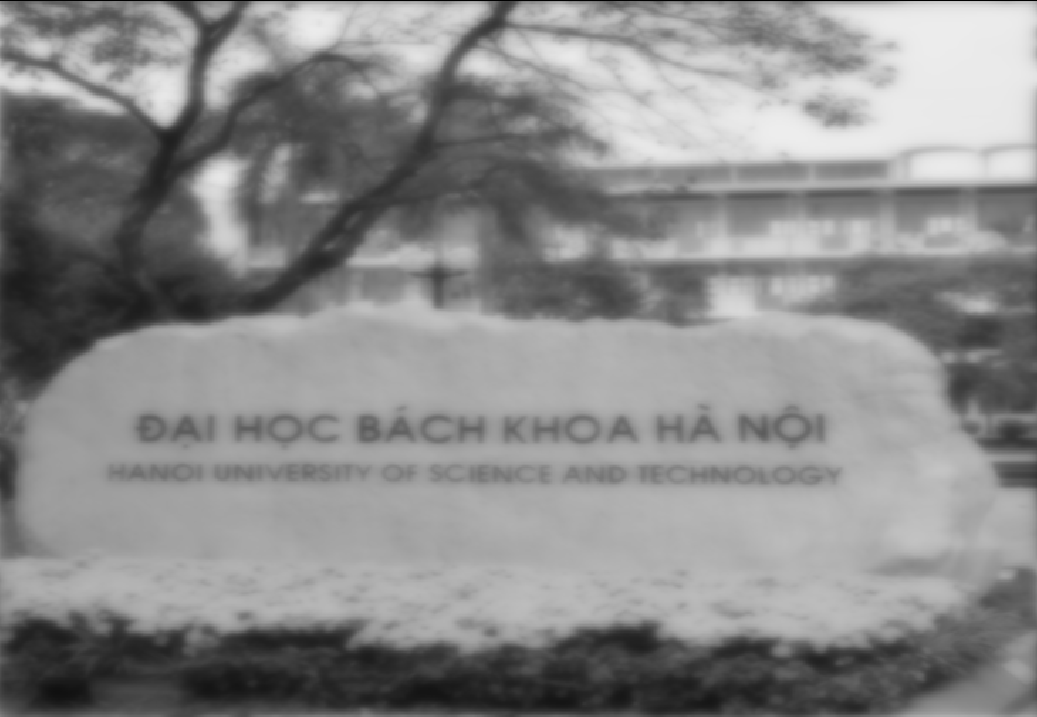 ĐẠI HỌC BÁCH KHOA HÀ NỘI
HANOI UNIVERSITY OF SCIENCE AND TECHNOLOGY